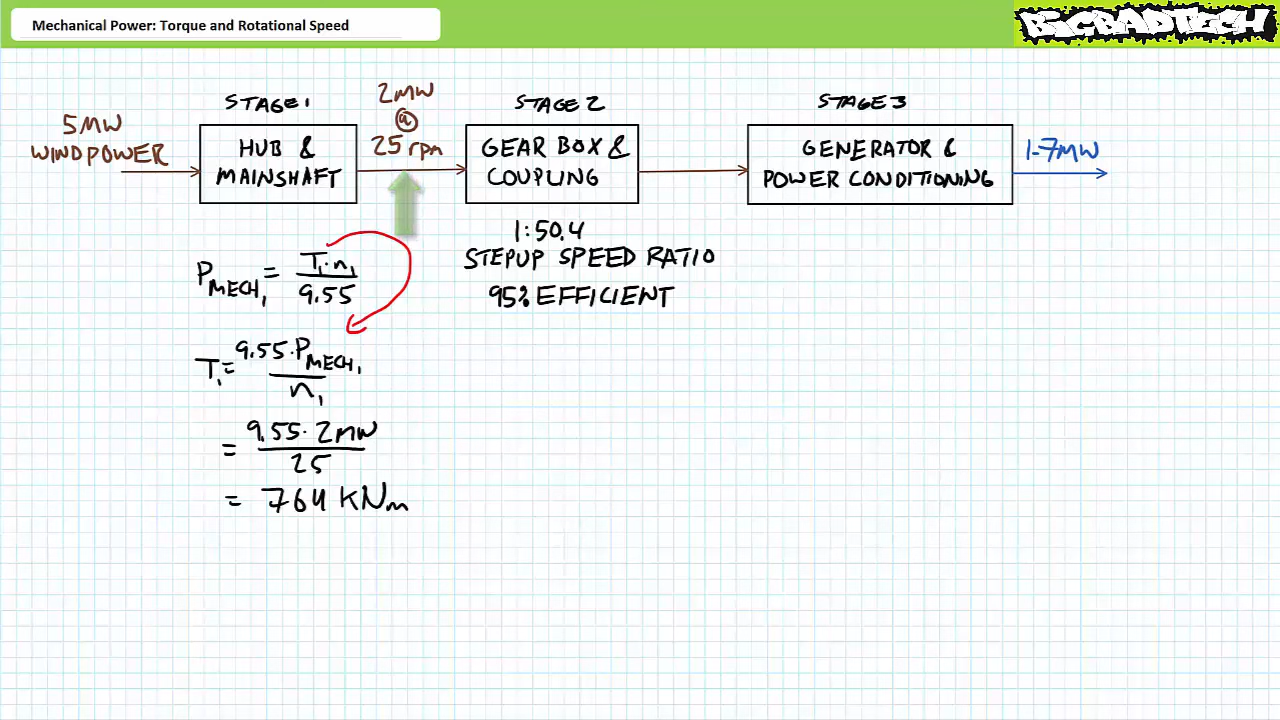 Mechanical Power: Torque and Rotational Speed
BIGBADTECH
STAGE 1
2MW
@
25 rpm
STAGE 2
STAGE 3
5MW
WINDPOWER
HUB &
MAINSHAFT
GEAR BOX &
COUPLING
GENERATOR &
POWER CONDITIONING
1.7MW
1:50.4
STEPUP SPEED RATIO
95% EFFICIENT
PMECH1 = T1·n1 / 9.55
T1 = 9.55·PMECH1 / n1
= 9.55·2MW / 25
= 764 KNm